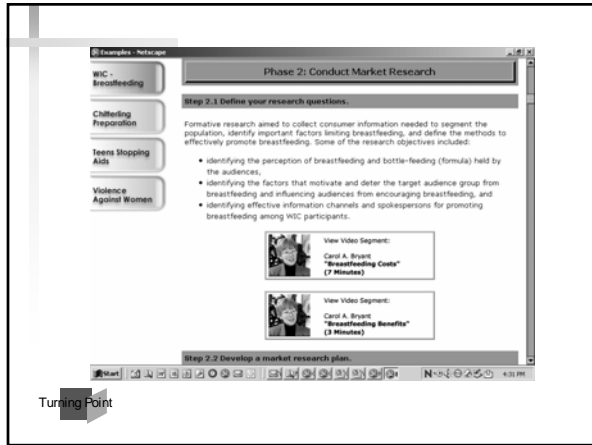 Examples - Netscape
WIC -
Breastfeeding
Chitterling
Preparation
Teens Stopping
Aids
Violence
Against Women
Phase 2: Conduct Market Research
Step 2.1 Define your research questions.
Formative research aimed to collect consumer information needed to segment the
population, identify important factors limiting breastfeeding, and define the methods to
effectively promote breastfeeding. Some of the research objectives included:
• identifying the perception of breastfeeding and bottle-feeding (formula) held by
the audiences,
• identifying the factors that motivate and deter the target audience group from
breastfeeding and influencing audiences from encouraging breastfeeding, and
• identifying effective information channels and spokespersons for promoting
breastfeeding among WIC participants.
View Video Segment:
Carol A. Bryant
"Breastfeeding Costs"
(7 Minutes)
View Video Segment:
Carol A. Bryant
"Breastfeeding Benefits"
(3 Minutes)
Step 2.2 Develop a market research plan.
Start
4:31 PM
Turning Point